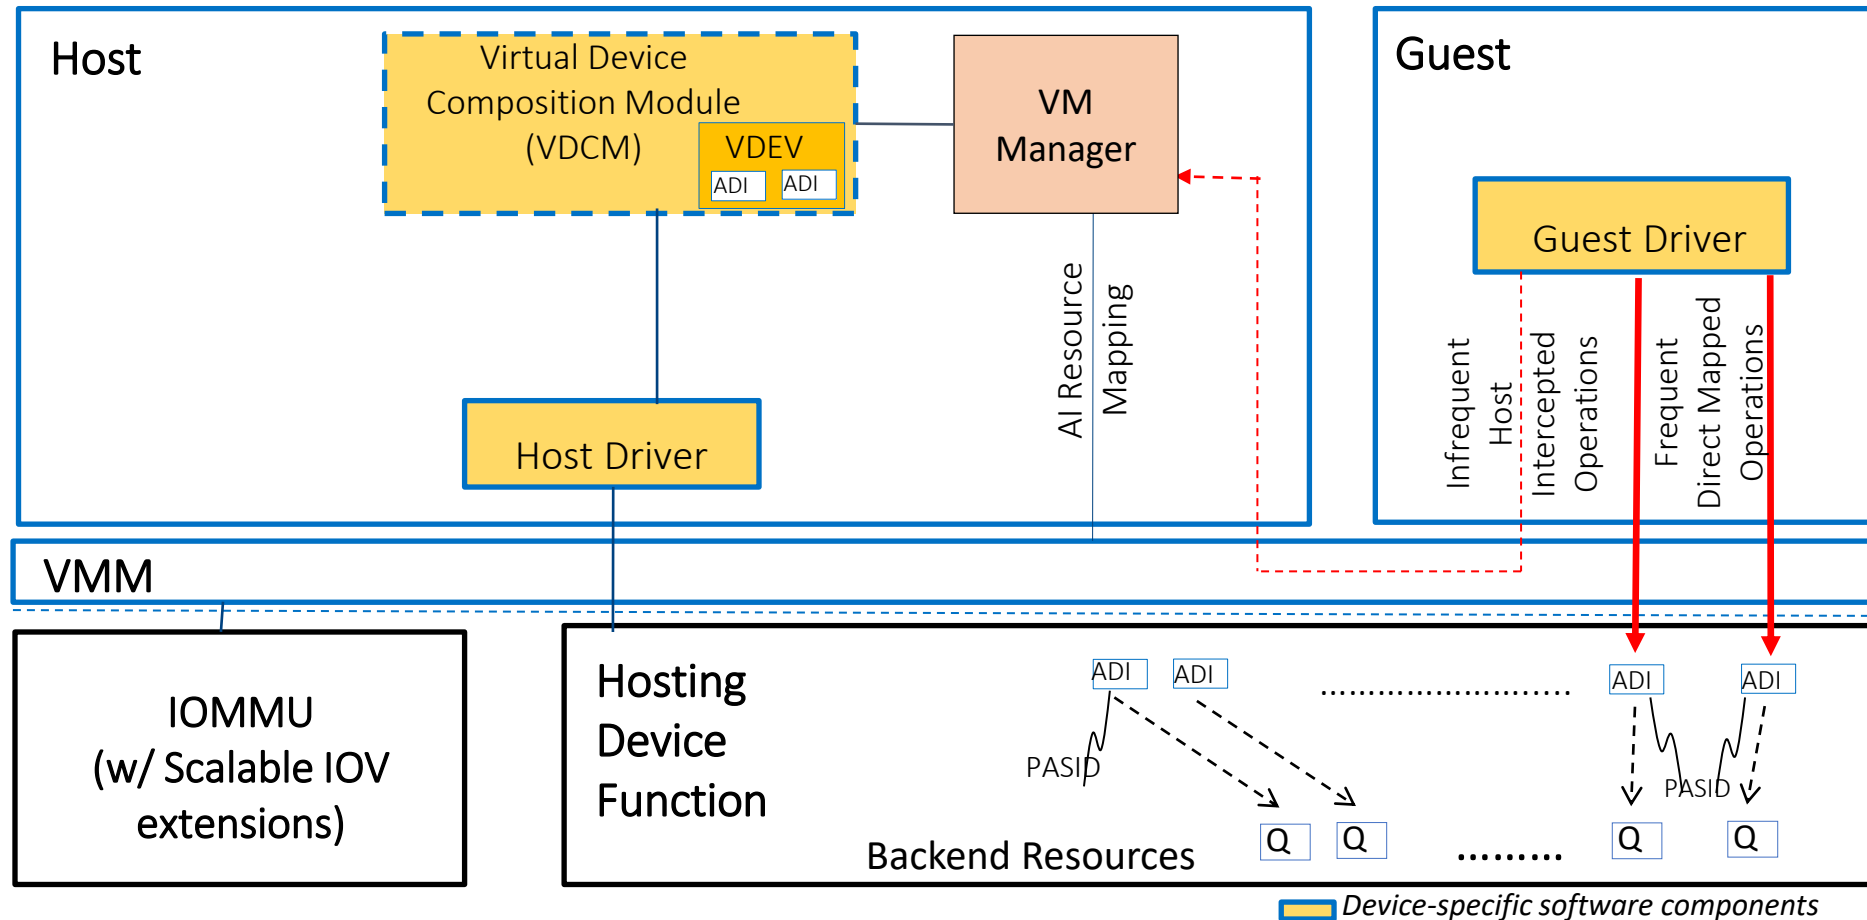 Host
Virtual Device
Composition Module
(VDCM)
VDEV
ADI
ADI
VM
Manager
Guest
Guest Driver
AI Resource
Mapping
Infrequent
Host
Intercepted
Operations
Frequent
Direct Mapped
Operations
Host Driver
VMM
IOMMU
(w/ Scalable IOV
extensions)
Hosting
Device
Function
ADI
ADI
...........................
ADI
ADI
PASID
PASID
Q
Q
..........
Q
Q
Backend Resources
Device-specific software components